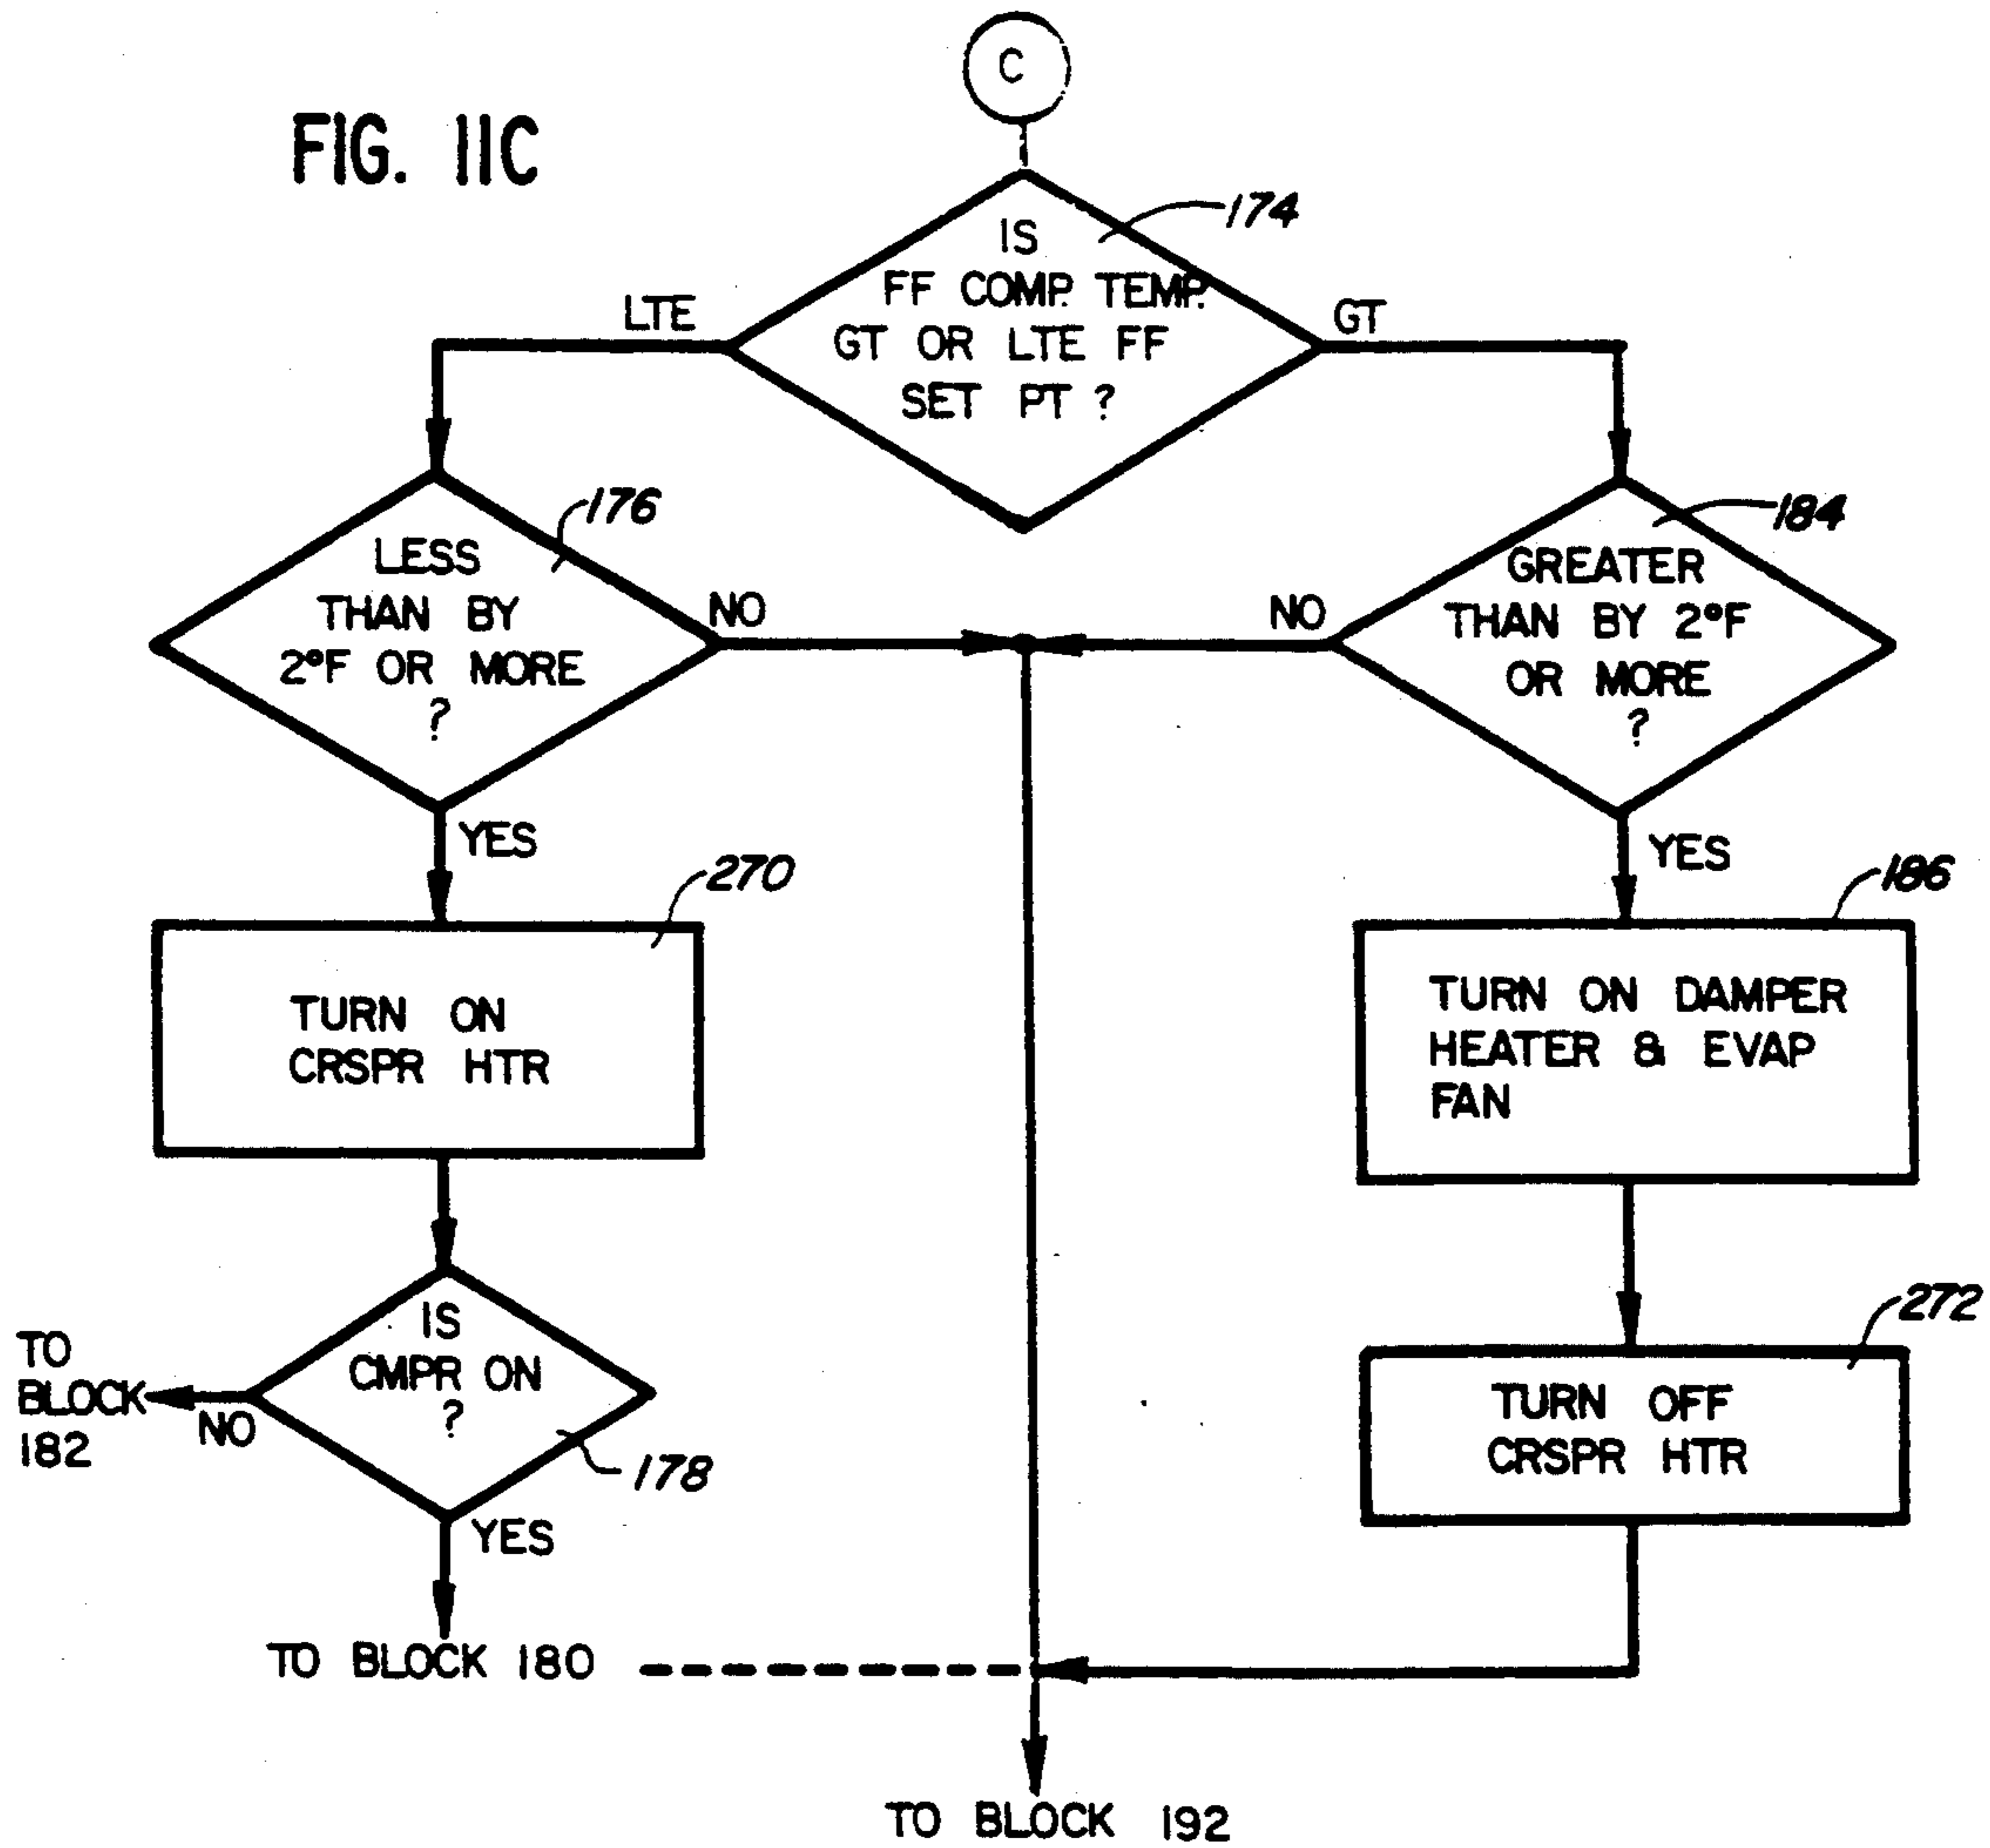 C
FIG. 11C
174
IS
FF COMP. TEMP.
GT OR LTE FF
SET PT ?
LTE
GT
176
LESS
THAN BY
2°F OR MORE
?
NO
YES
184
GREATER
THAN BY 2°F
OR MORE
?
NO
YES
270
TURN ON
CRSPR HTR
186
TURN ON DAMPER
HEATER & EVAP
FAN
IS
CMPR ON
?
178
NO
TO
BLOCK
182
YES
272
TURN OFF
CRSPR HTR
TO BLOCK 180
TO BLOCK 192